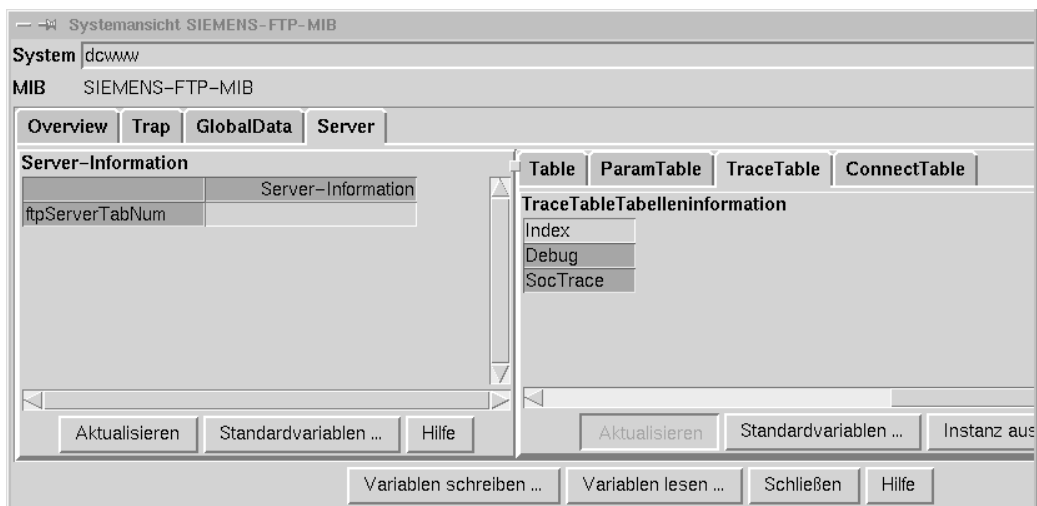 Systemansicht SIEMENS-FTP-MIB
System dcwww
MIB SIEMENS-FTP-MIB
Overview Trap GlobalData Server
Server-Information
Server-Information
ftpServerTabNum
Aktualisieren Standardvariablen ... Hilfe
Table ParamTable TraceTable ConnectTable
TraceTableTabelleninformation
Index
Debug
SocTrace
Aktualisieren Standardvariablen ... Instanz aus
Variablen schreiben ... Variablen lesen ... Schließen Hilfe